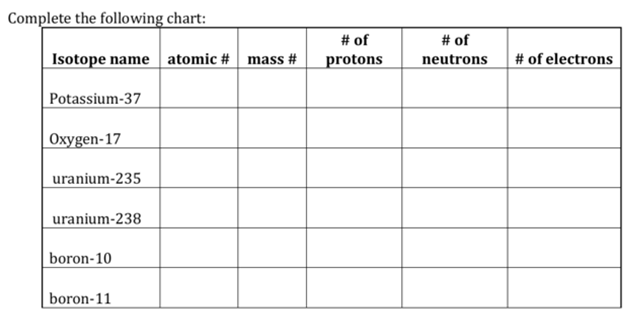 Complete the following chart:
Isotope name atomic # mass # # of protons # of neutrons # of electrons
Potassium-37
Oxygen-17
uranium-235
uranium-238
boron-10
boron-11